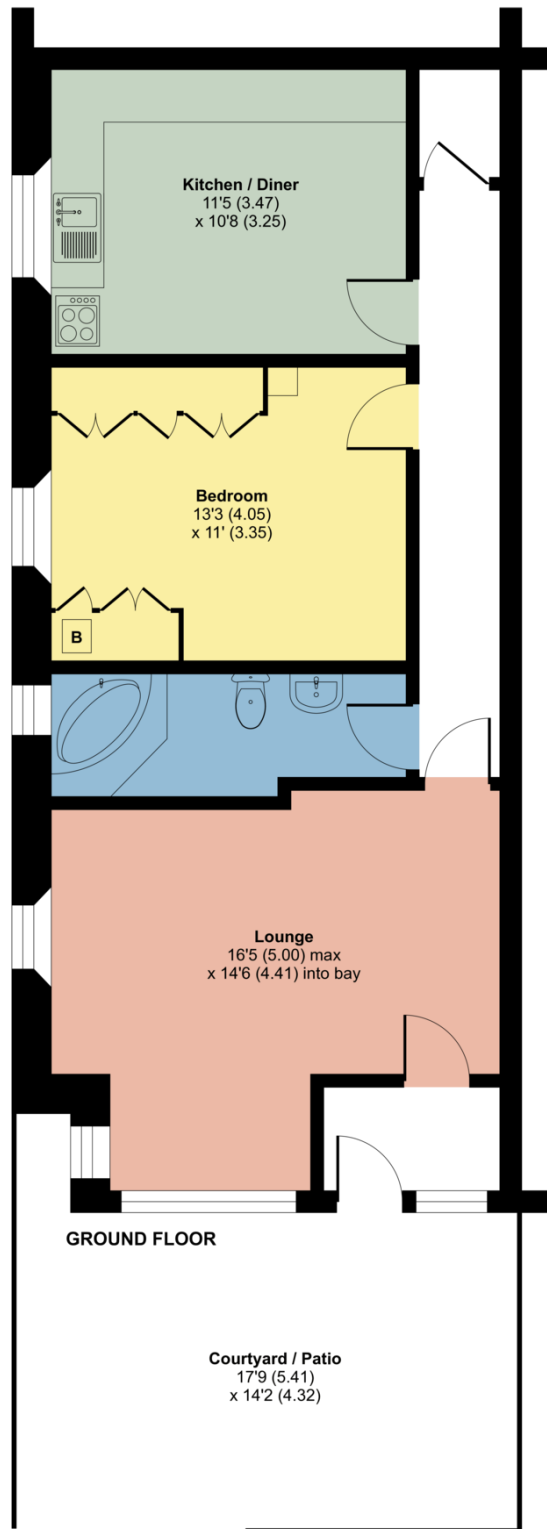 Kitchen / Diner
11'5 (3.47)
x 10'8 (3.25)
Bedroom
13'3 (4.05)
x 11' (3.35)
B
Lounge
16'5 (5.00) max
x 14'6 (4.41) into bay
GROUND FLOOR
Courtyard / Patio
17'9 (5.41)
x 14'2 (4.32)